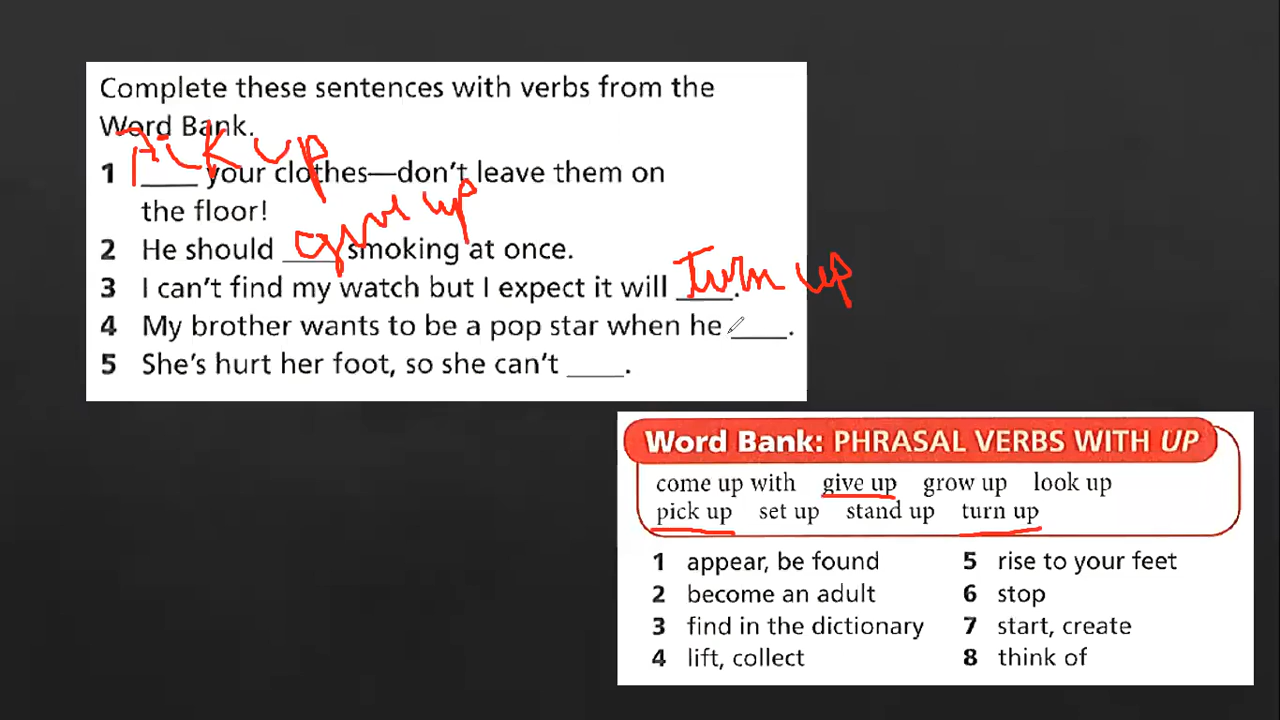 Complete these sentences with verbs from the
Word Bank.
Pick up
1 ____ your clothes—don't leave them on
the floor!
give up
2 He should ____ smoking at once.
turn up
3 I can't find my watch but I expect it will ____.
4 My brother wants to be a pop star when he ____.
5 She's hurt her foot, so she can't ____.
Word Bank: PHRASAL VERBS WITH UP
come up with give up grow up look up
pick up set up stand up turn up
1 appear, be found
2 become an adult
3 find in the dictionary
4 lift, collect
5 rise to your feet
6 stop
7 start, create
8 think of